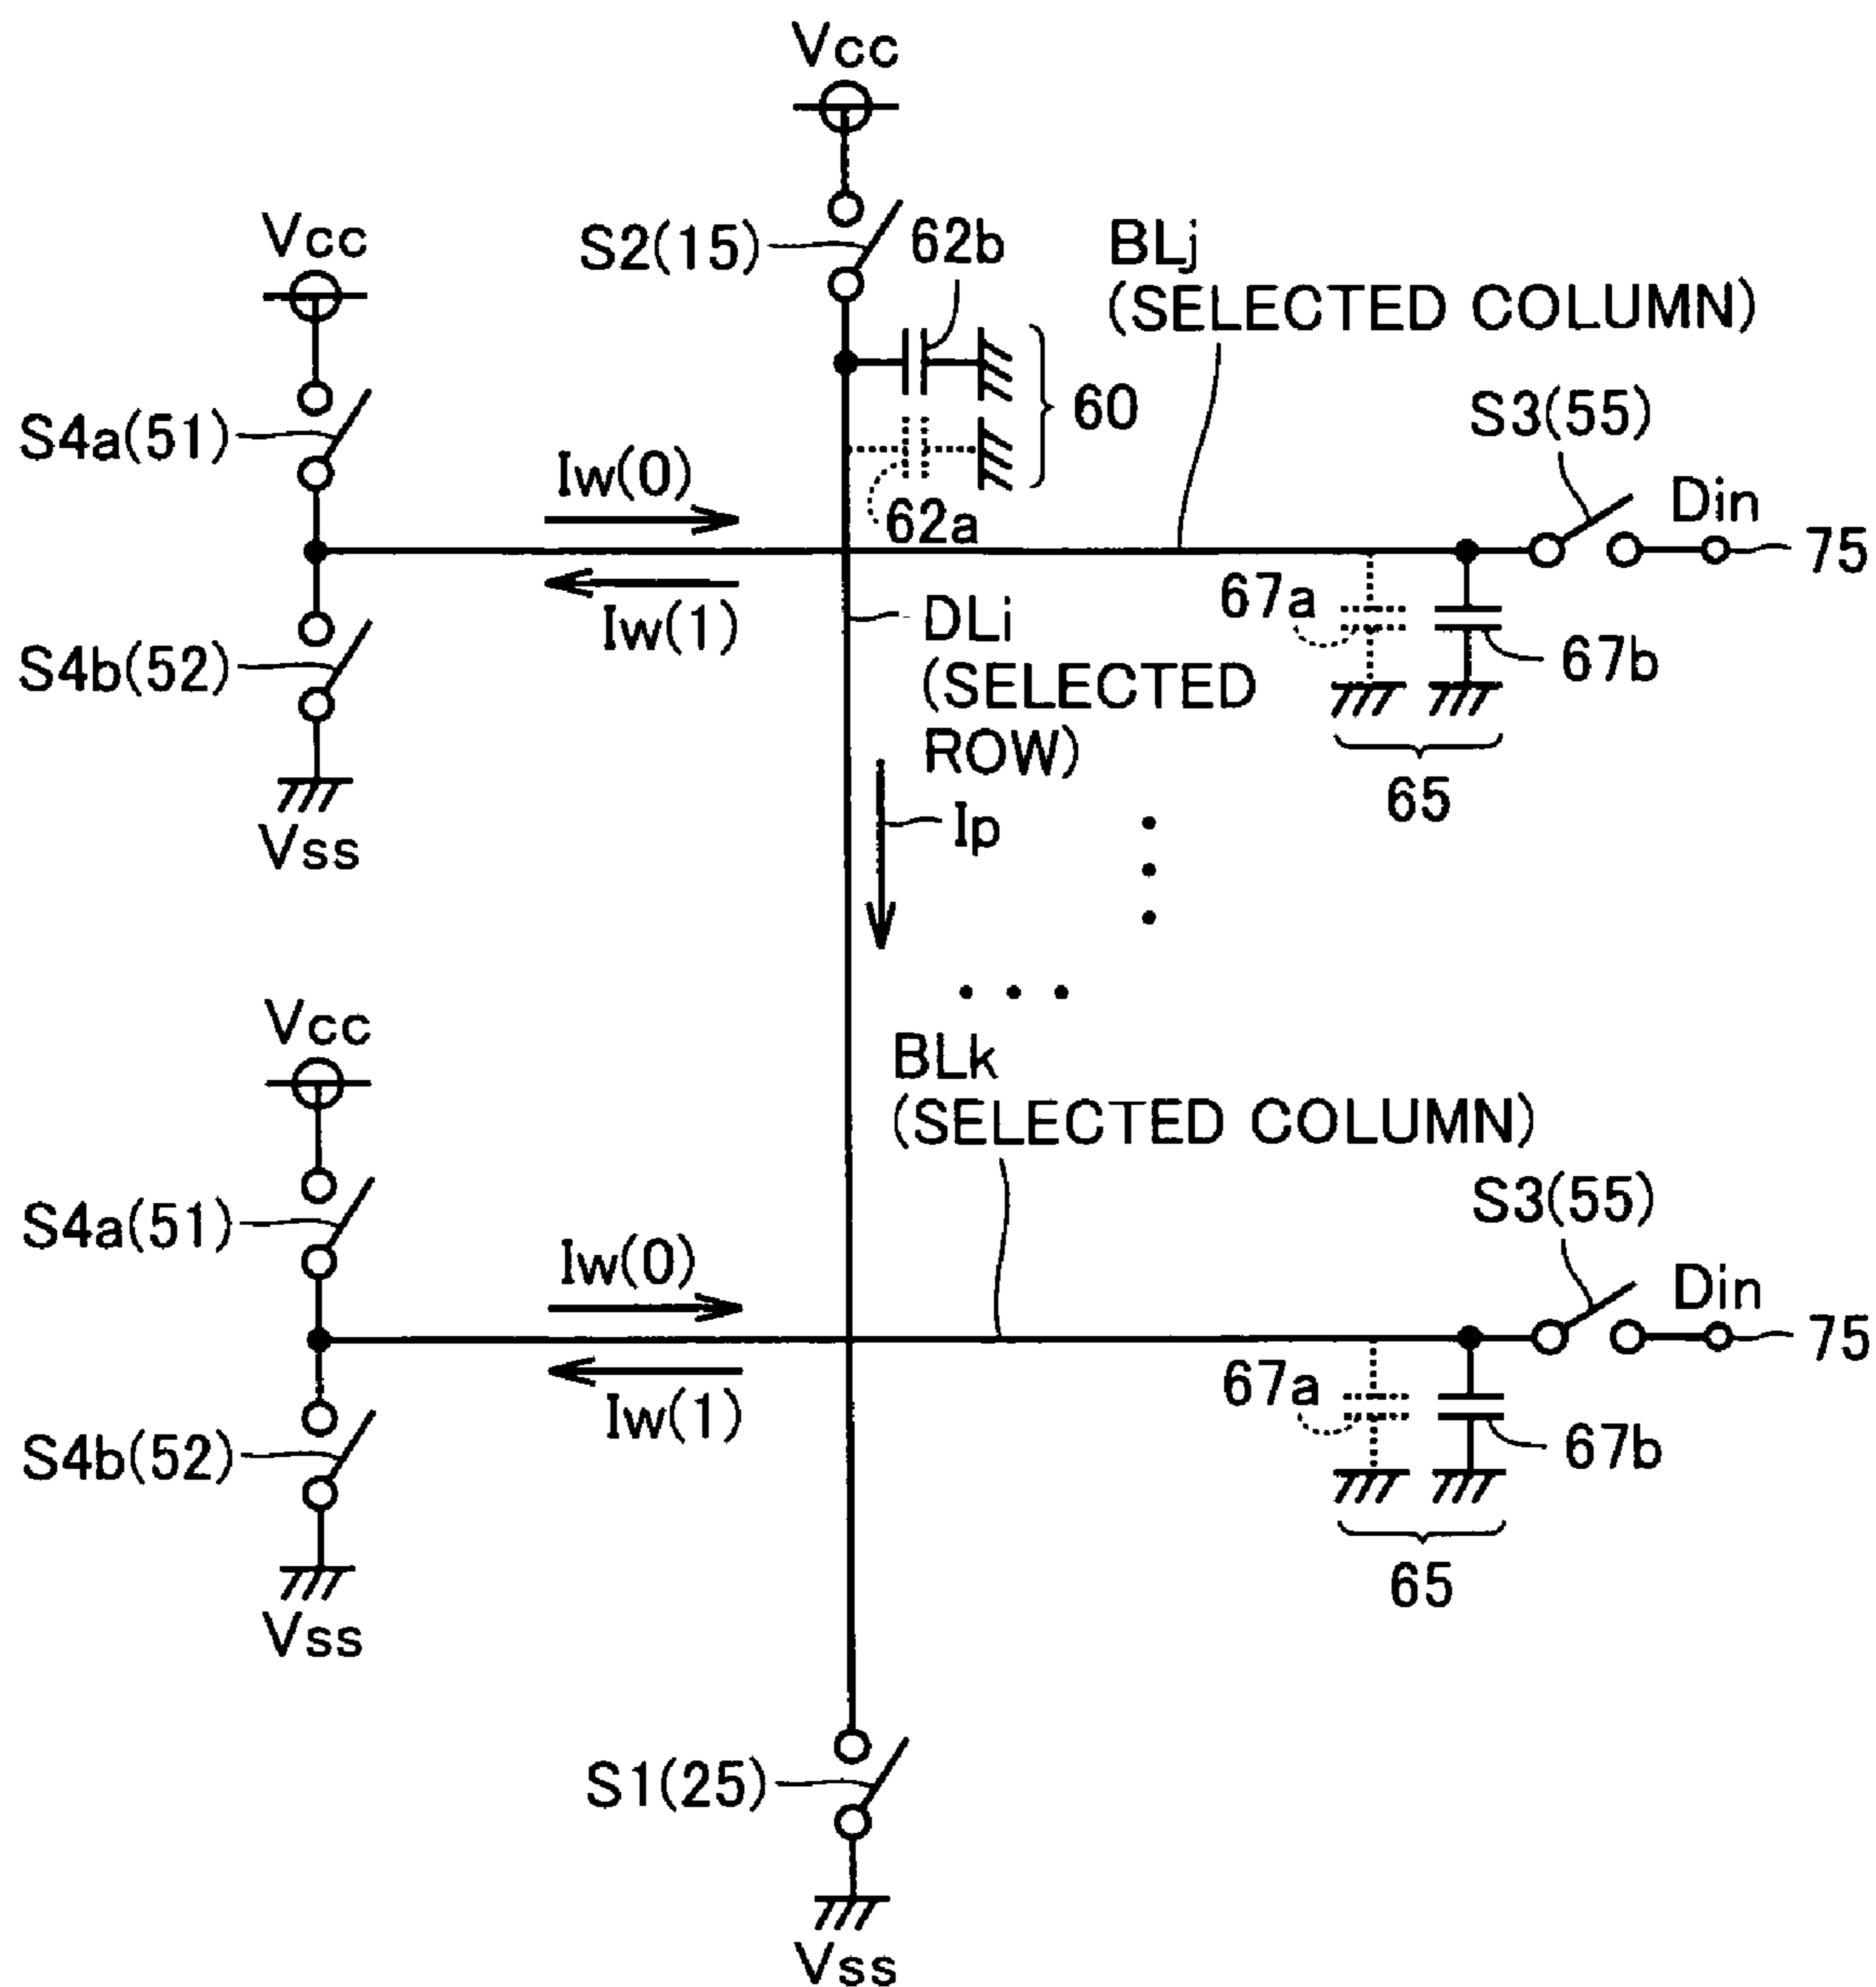 Vcc
Vcc
S2(15)
62b
BLj
(SELECTED COLUMN)
60
S3(55)
S4a(51)
Iw(0)
62a
Din
75
Iw(1)
67a
DLi
(SELECTED
ROW)
S4b(52)
67b
65
Ip
Vss
Vcc
BLk
(SELECTED COLUMN)
S3(55)
S4a(51)
Iw(0)
Din
75
Iw(1)
67a
S4b(52)
67b
65
Vss
S1(25)
Vss